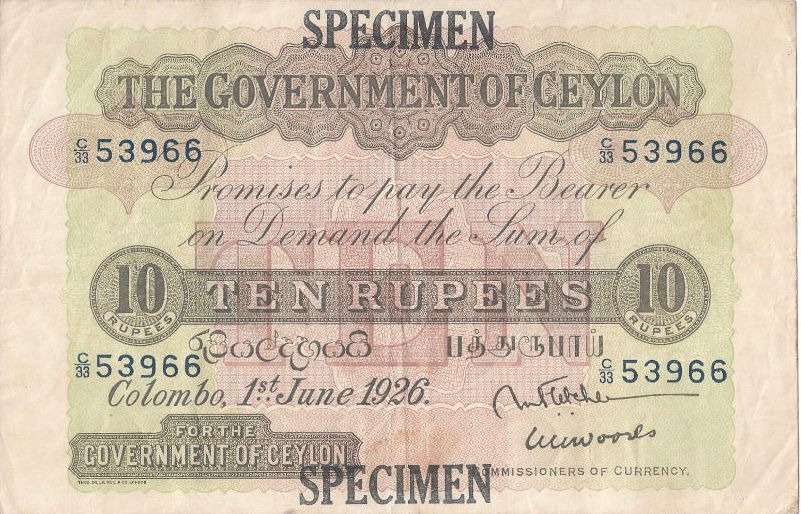 SPECIMEN
THE GOVERNMENT OF CEYLON
C/33 53966
C/33 53966
Promises to pay the Bearer
on Demand the Sum of
TEN
10 RUPEES
TEN RUPEES
10 RUPEES
රුපියල්දහයයි
பத்துரூபாய்
C/33 53966
C/33 53966
Colombo, 1st June 1926.
FOR THE
GOVERNMENT OF CEYLON
COMMISSIONERS OF CURRENCY.
SPECIMEN